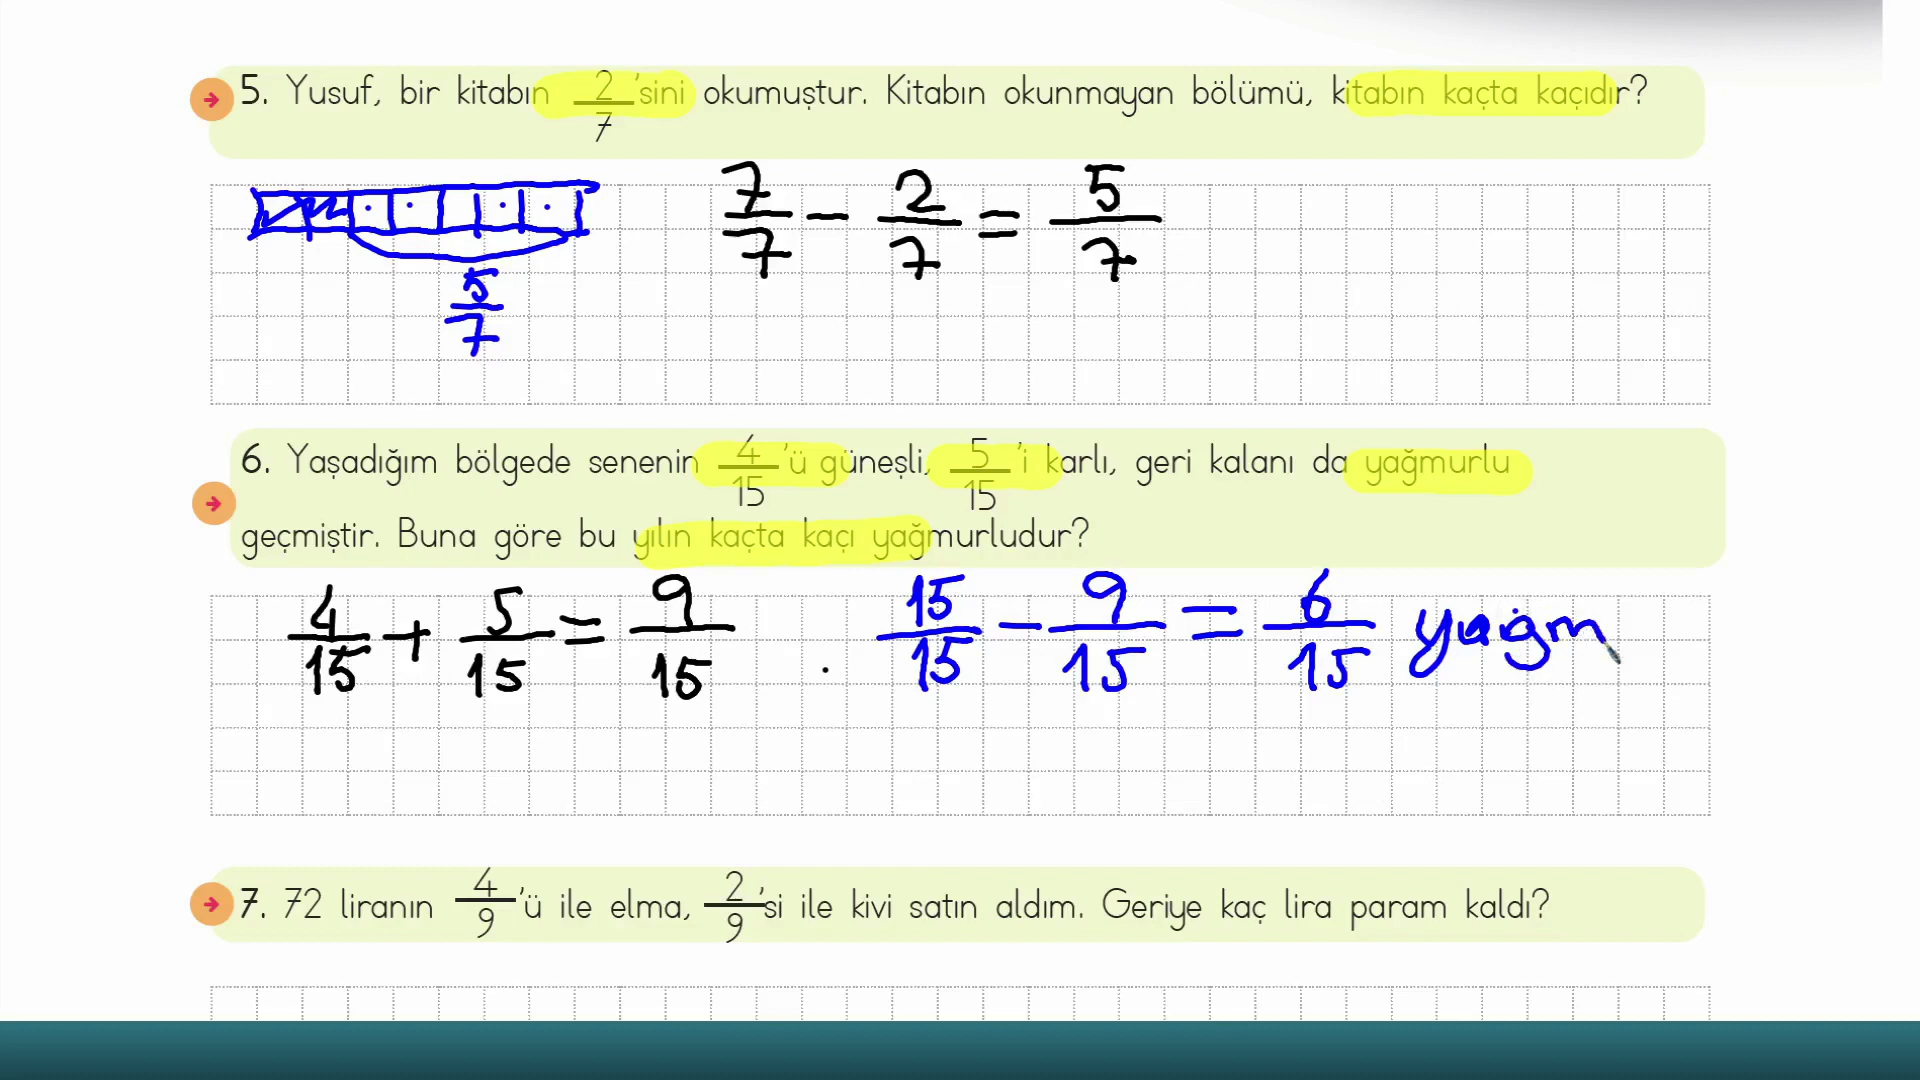 5. Yusuf, bir kitabın 2/7 'sini okumuştur. Kitabın okunmayan bölümü, kitabın kaçta kaçıdır?
7/7 - 2/7 = 5/7
5/7
6. Yaşadığım bölgede senenin 4/15 'ü güneşli, 5/15 'i karlı, geri kalanı da yağmurlu
geçmiştir. Buna göre bu yılın kaçta kaçı yağmurludur?
4/15 + 5/15 = 9/15 . 15/15 - 9/15 = 6/15 yağm
7. 72 liranın 4/9 'ü ile elma, 2/9 'si ile kivi satın aldım. Geriye kaç lira param kaldı?